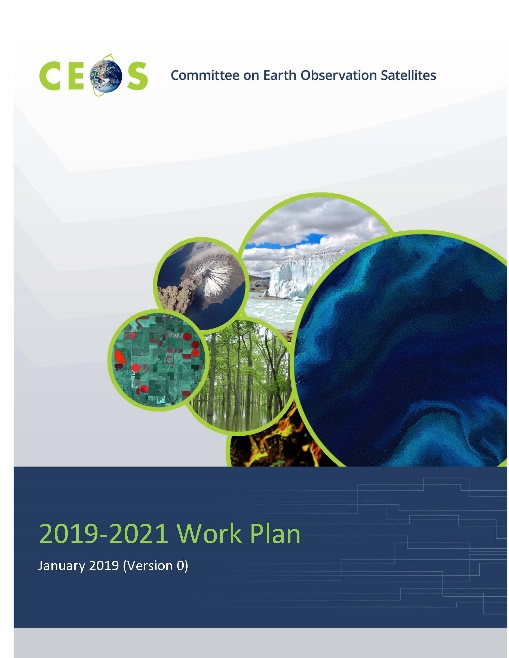 CEOS Committee on Earth Observation Satellites
2019-2021 Work Plan
January 2019 (Version 0)